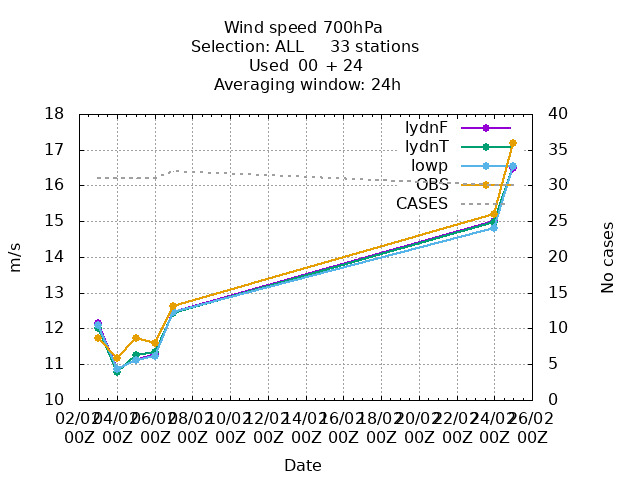 Wind speed 700hPa
Selection: ALL     33 stations
Used  00  + 24
Averaging window: 24h
18 40
17 35
16 30
15 25
14 20
13 15
12 10
11 5
10 0
lydnF
lydnT
lowp
OBS
CASES
m/s
No cases
02/02 04/02 06/02 08/02 10/02 12/02 14/02 16/02 18/02 20/02 22/02 24/02 26/02
00Z 00Z 00Z 00Z 00Z 00Z 00Z 00Z 00Z 00Z 00Z 00Z 00Z
Date